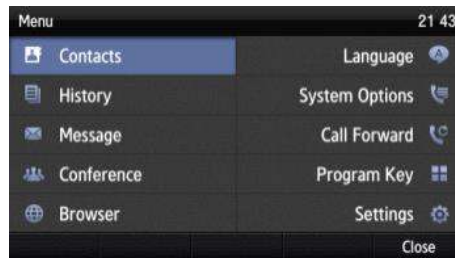 Menu 21 43
Contacts Language
History System Options
Message Call Forward
Conference Program Key
Browser Settings
Close